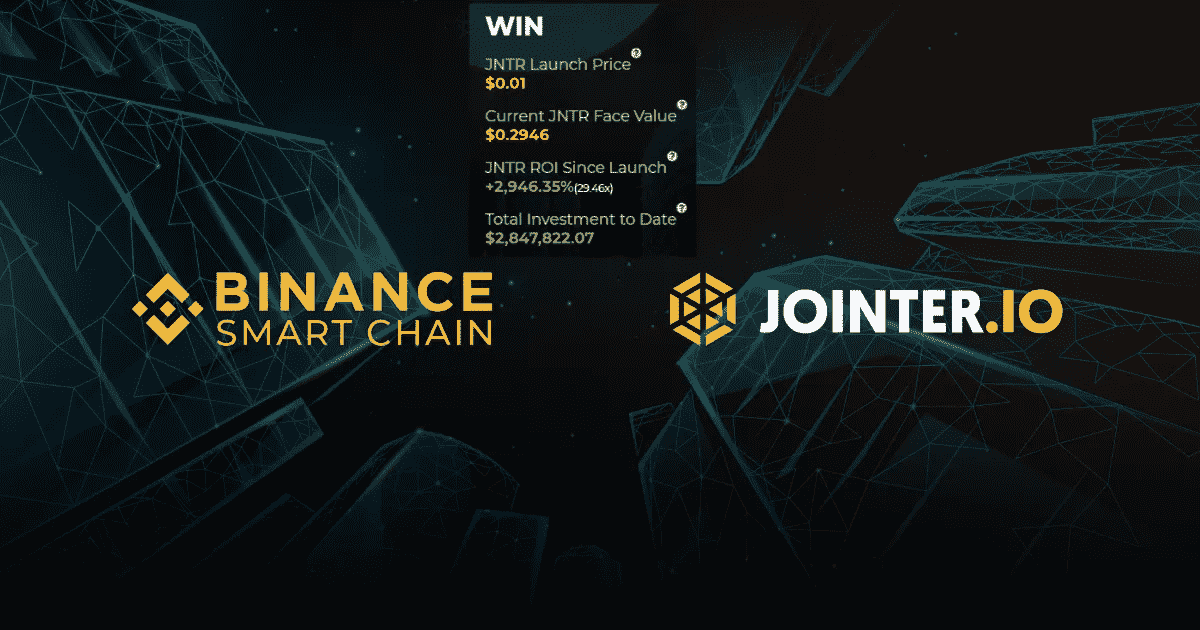 WIN
JNTR Launch Price ?
$0.01
Current JNTR Face Value ?
$0.2946
JNTR ROI Since Launch ?
+2,946.35%(29.46x)
Total Investment to Date ?
$2,847,822.07
BINANCE
SMART CHAIN
JOINTER.IO